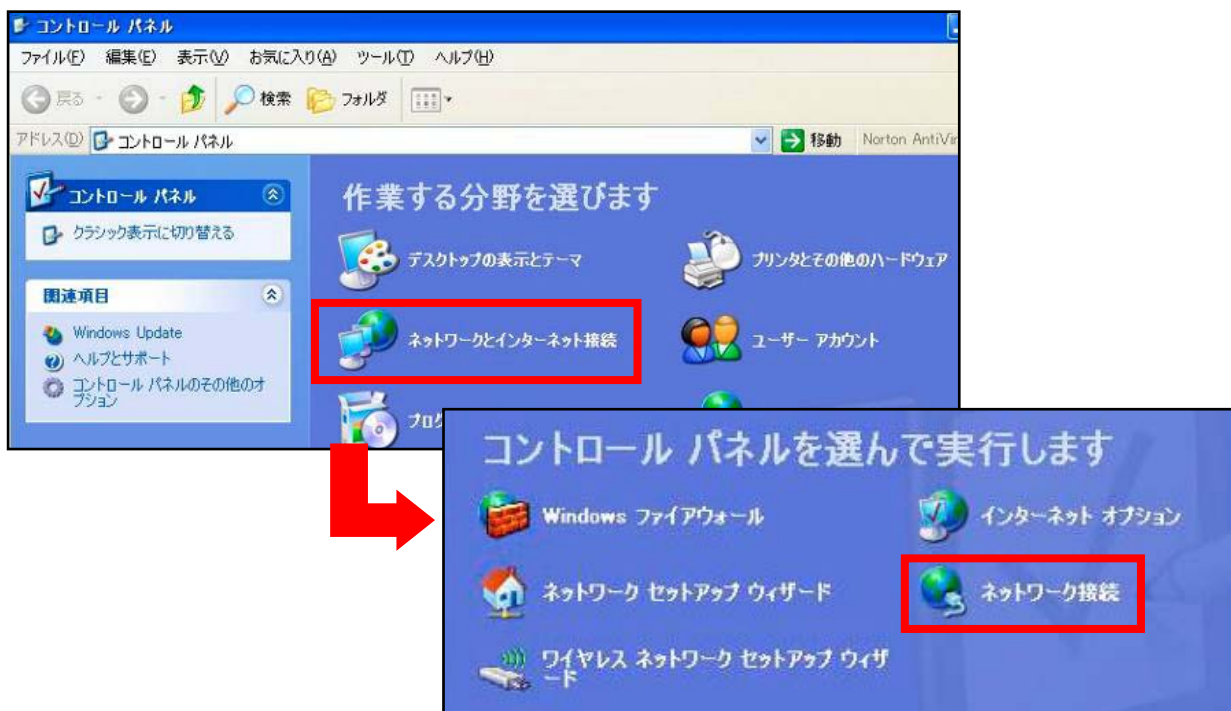 コントロール パネル
ファイル(F) 編集(E) 表示(V) お気に入り(A) ツール(T) ヘルプ(H)
戻る 検索 フォルダ
アドレス(D) コントロール パネル 移動 Norton AntiVir
コントロール パネル
クラシック表示に切り替える
関連項目
Windows Update
ヘルプとサポート
コントロール パネルのその他のオ
プション
作業する分野を選びます
デスクトップの表示とテーマ
プリンタとその他のハードウェア
ネットワークとインターネット接続
ユーザー アカウント
プログ
コントロール パネルを選んで実行します
Windows ファイアウォール
インターネット オプション
ネットワーク セットアップ ウィザード
ネットワーク接続
ワイヤレス ネットワーク セットアップ ウィザ
ード